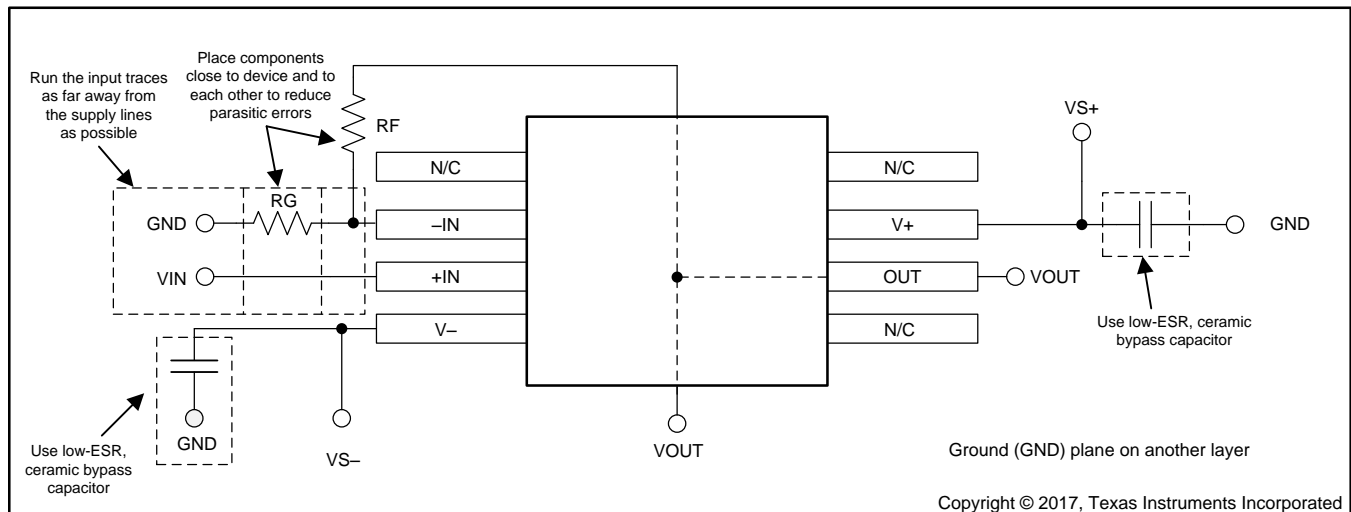 Place components
close to device and to
each other to reduce
parasitic errors
Run the input traces
as far away from
the supply lines
as possible
RF
VS+
N/C
N/C
RG
GND
–IN
V+
GND
VIN
+IN
OUT
VOUT
V–
N/C
Use low-ESR, ceramic
bypass capacitor
GND
VS–
VOUT
Use low-ESR,
ceramic bypass
capacitor
Ground (GND) plane on another layer
Copyright © 2017, Texas Instruments Incorporated